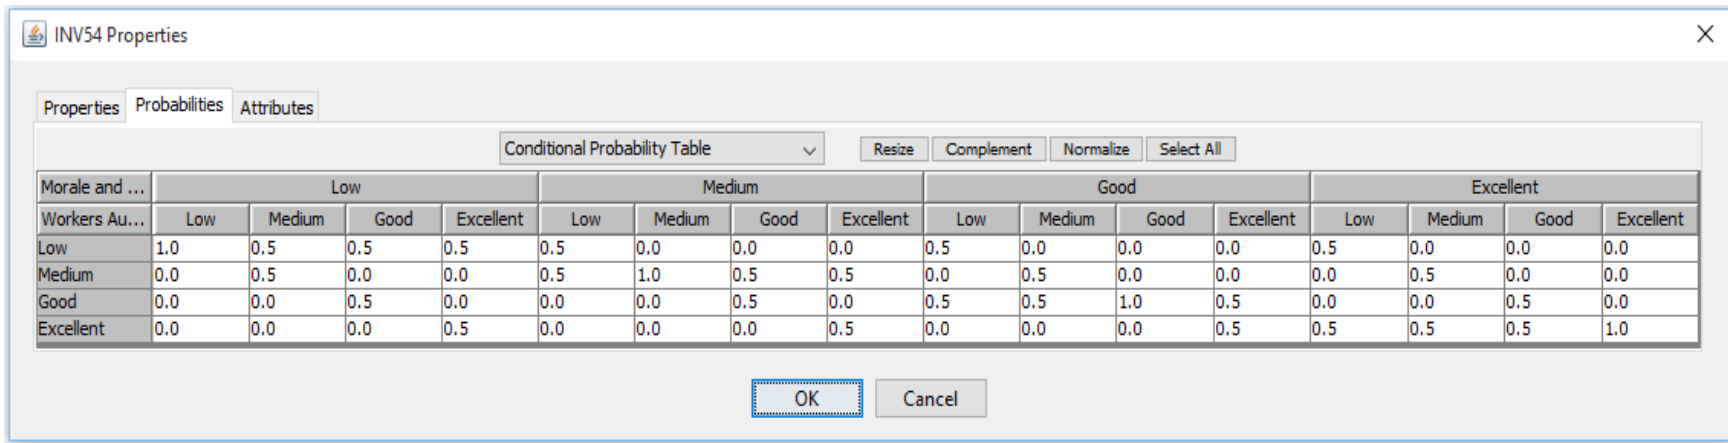 INV54 Properties
Properties Probabilities Attributes
Conditional Probability Table Resize Complement Normalize Select All
Morale and ... Low Medium Good Excellent
Workers Au... Low Medium Good Excellent Low Medium Good Excellent Low Medium Good Excellent Low Medium Good Excellent
Low 1.0 0.5 0.5 0.5 0.5 0.0 0.0 0.0 0.5 0.0 0.0 0.0 0.5 0.0 0.0 0.0
Medium 0.0 0.5 0.0 0.0 0.5 1.0 0.5 0.5 0.0 0.5 0.0 0.0 0.0 0.5 0.0 0.0
Good 0.0 0.0 0.5 0.0 0.0 0.0 0.5 0.0 0.5 0.5 1.0 0.5 0.0 0.0 0.5 0.0
Excellent 0.0 0.0 0.0 0.5 0.0 0.0 0.0 0.5 0.0 0.0 0.0 0.5 0.5 0.5 0.5 1.0
OK Cancel